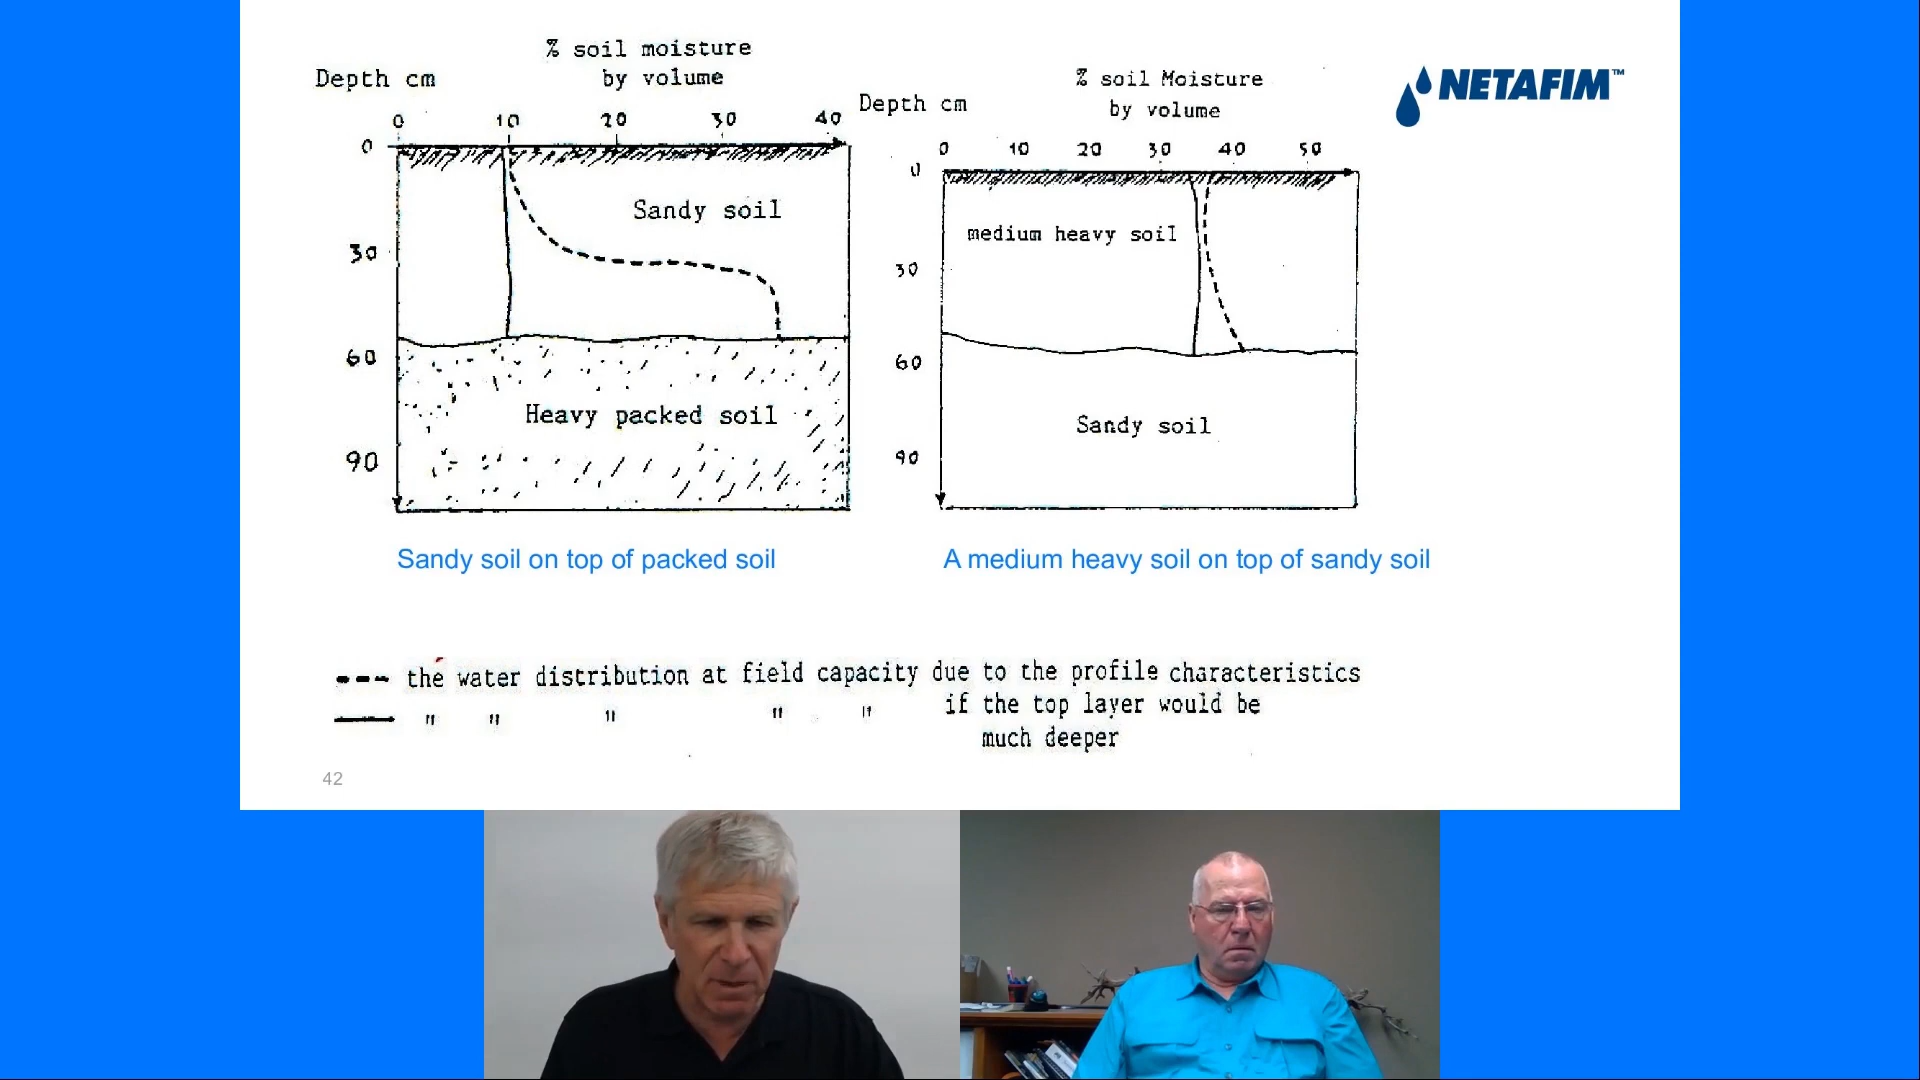 % soil moisture
by volume
Depth cm
0 10 20 30 40
0
30
60
90
Sandy soil
Heavy packed soil
Sandy soil on top of packed soil
% soil Moisture
by volume
Depth cm
0 10 20 30 40 50
0
30
60
90
medium heavy soil
Sandy soil
A medium heavy soil on top of sandy soil
NETAFIM™
the water distribution at field capacity due to the profile characteristics
" " " " " if the top layer would be
much deeper
42